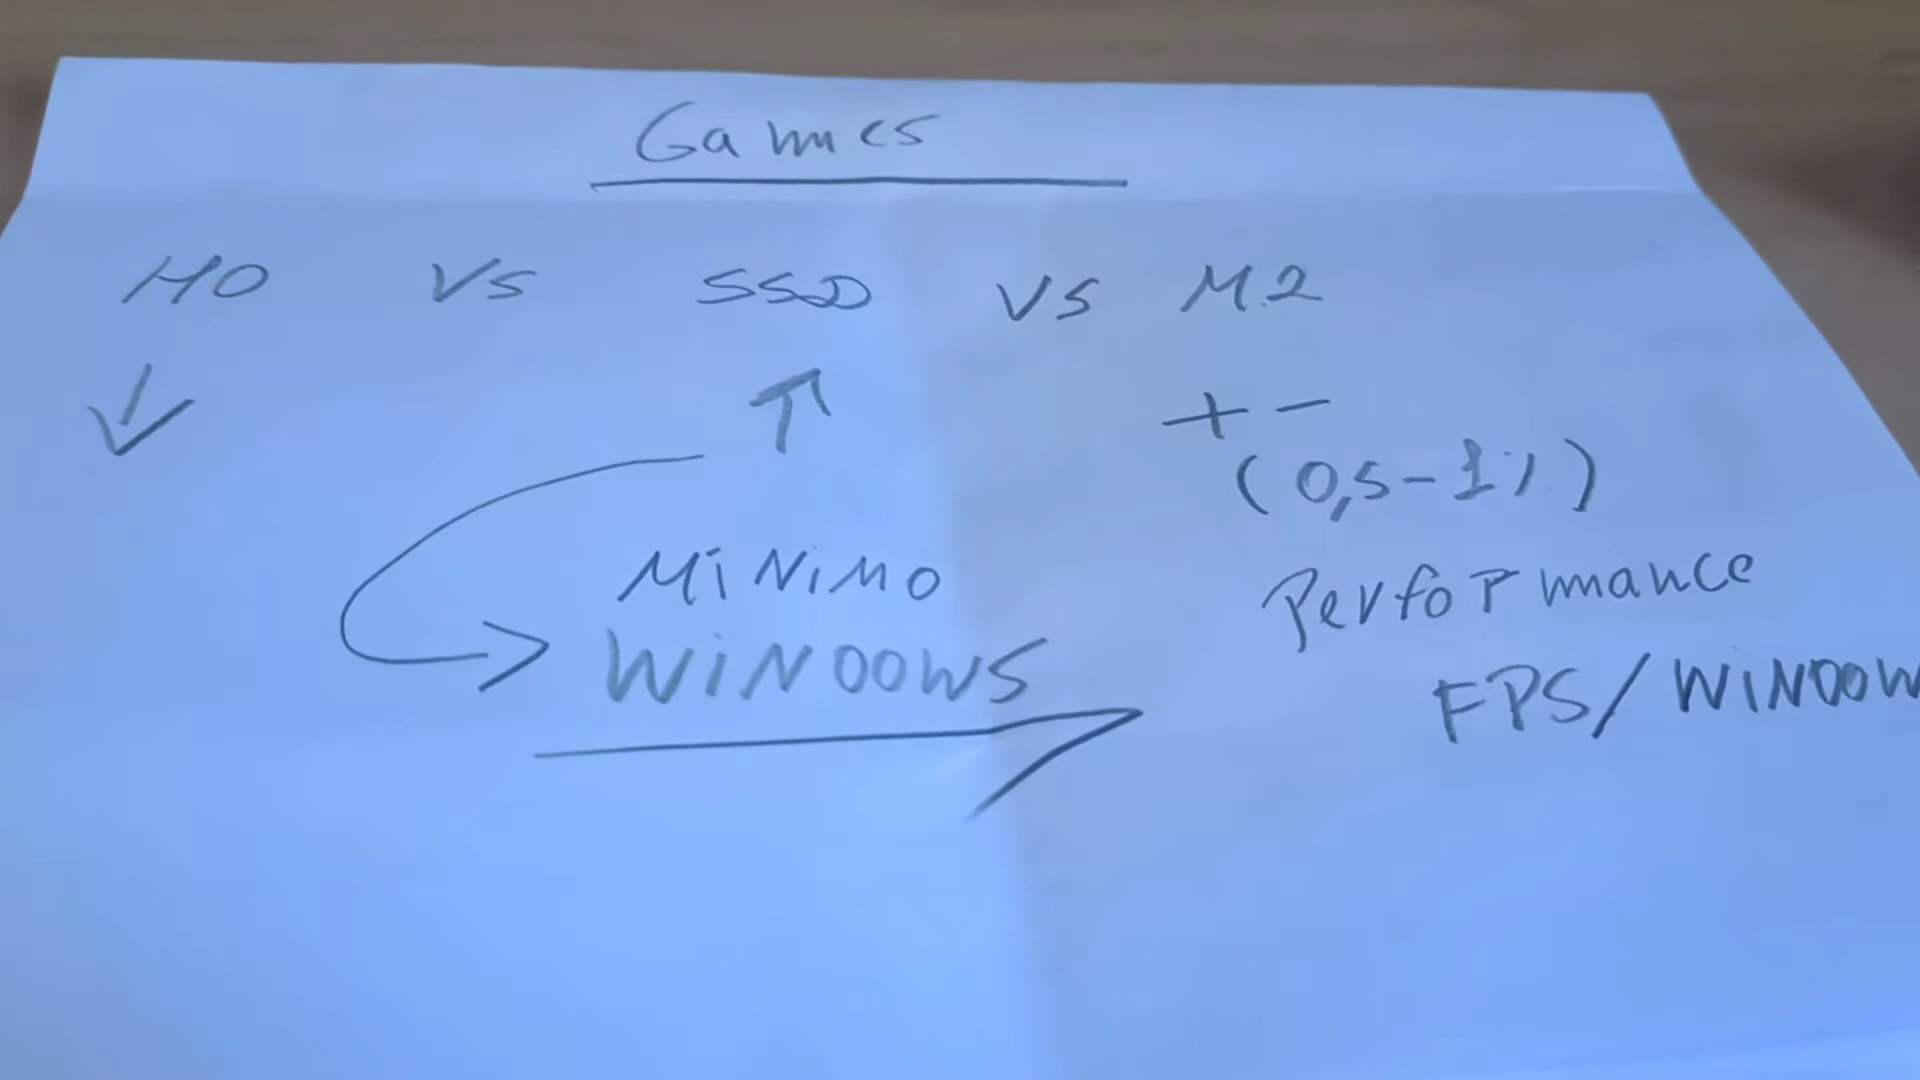 Games
HD vs SSD vs M.2
+ -
(0,5-1%)
MiNiMO
WiNDOWS
Performance
FPS/WiNDOW